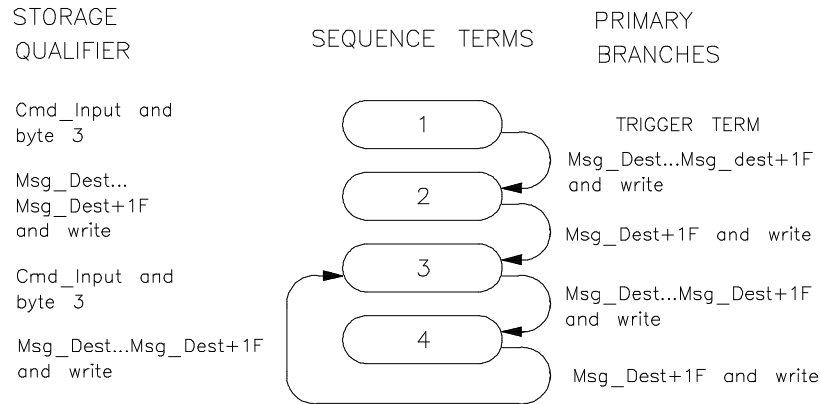 STORAGE
QUALIFIER
SEQUENCE TERMS
PRIMARY
BRANCHES
Cmd_Input and
byte 3
1
TRIGGER TERM
Msg_Dest...Msg_dest+1F
and write
Msg_Dest...
Msg_Dest+1F
and write
2
Msg_Dest+1F and write
Cmd_Input and
byte 3
3
Msg_Dest...Msg_Dest+1F
and write
Msg_Dest...Msg_Dest+1F
and write
4
Msg_Dest+1F and write